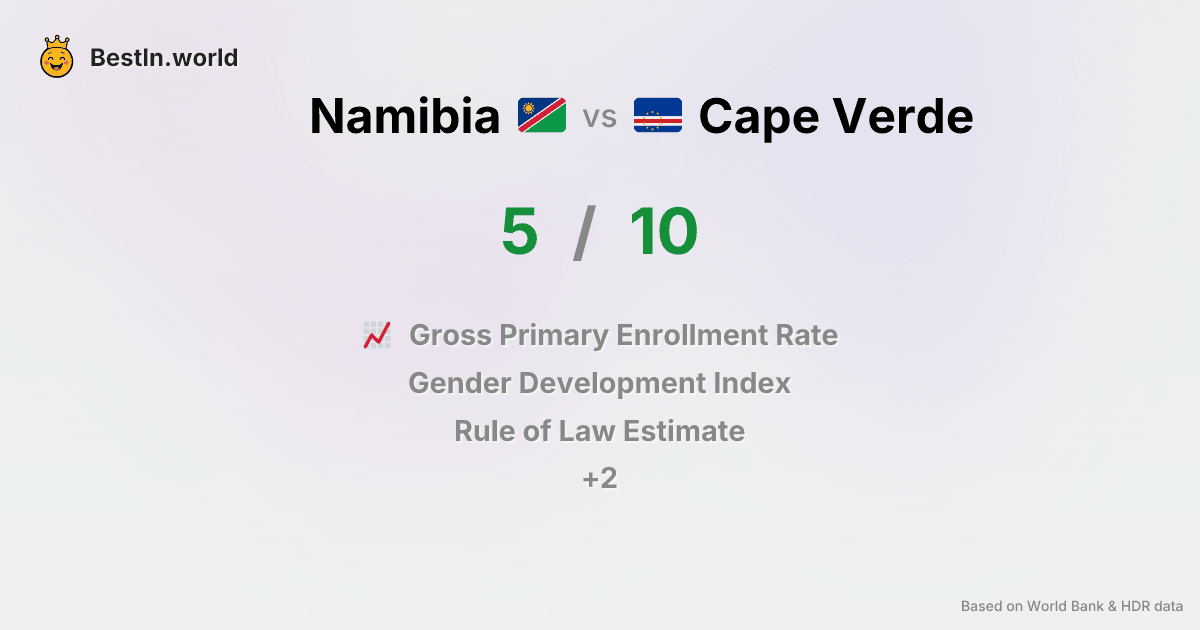 BestIn.world
Namibia vs Cape Verde
5 / 10
Gross Primary Enrollment Rate
Gender Development Index
Rule of Law Estimate
+2
Based on World Bank & HDR data